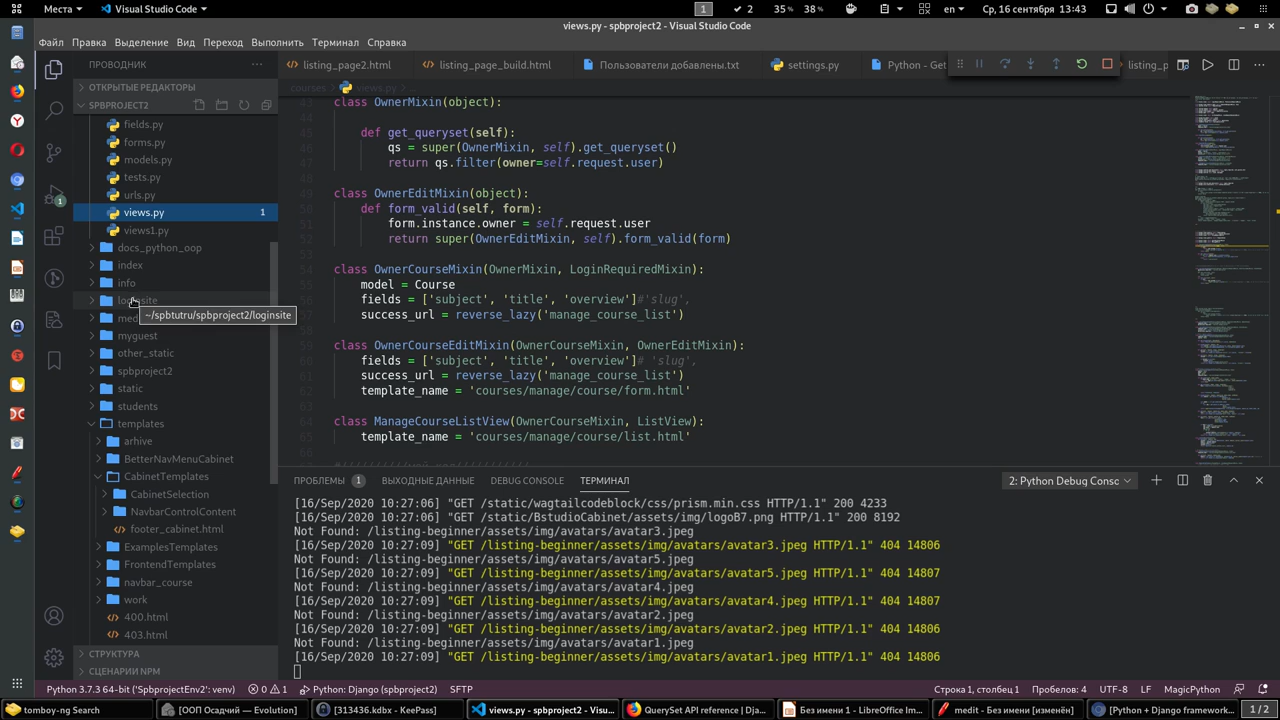 Места
Visual Studio Code
1
2
35 %
38 %
en
Ср, 16 сентября
13:43
views.py - spbproject2 - Visual Studio Code
Файл Правка Выделение Вид Переход Выполнить Терминал Справка
ПРОВОДНИК
ОТКРЫТЫЕ РЕДАКТОРЫ
SPBPROJECT2
fields.py
forms.py
models.py
tests.py
urls.py
views.py 1
views1.py
docs_python_oop
index
info
~/spbtutru/spbproject2/loginsite
myguest
other_static
spbproject2
static
students
templates
arhive
BetterNavMenuCabinet
CabinetTemplates
CabinetSelection
NavbarControlContent
footer_cabinet.html
ExamplesTemplates
FrontendTemplates
navbar_course
work
400.html
403.html
СТРУКТУРА
СЦЕНАРИИ NPM
1
listing_page2.html
listing_page_build.html
Пользователи добавлены.txt
settings.py
Python - Get
listing_p
courses
views.py
class OwnerMixin(object):
def get_queryset(self):
qs = super(OwnerMixin, self).get_queryset()
return qs.filter(owner=self.request.user)
class OwnerEditMixin(object):
def form_valid(self, form):
form.instance.owner = self.request.user
return super(OwnerEditMixin, self).form_valid(form)
class OwnerCourseMixin(OwnerMixin, LoginRequiredMixin):
model = Course
fields = ['subject', 'title', 'overview']#'slug',
success_url = reverse_lazy('manage_course_list')
class OwnerCourseEditMixin(OwnerCourseMixin, OwnerEditMixin):
fields = ['subject', 'title', 'overview']#'slug',
success_url = reverse_lazy('manage_course_list')
template_name = 'courses/manage/course/form.html'
class ManageCourseListView(OwnerCourseMixin, ListView):
template_name = 'courses/manage/course/list.html'
ПРОБЛЕМЫ 1 ВЫХОДНЫЕ ДАННЫЕ DEBUG CONSOLE ТЕРМИНАЛ
2: Python Debug Consc
[16/Sep/2020 10:27:06] "GET /static/wagtailcodeblock/css/prism.min.css HTTP/1.1" 200 4233
[16/Sep/2020 10:27:06] "GET /static/BstudioCabinet/assets/img/logoB7.png HTTP/1.1" 200 8192
Not Found: /listing-beginner/assets/img/avatars/avatar3.jpeg
[16/Sep/2020 10:27:09] "GET /listing-beginner/assets/img/avatars/avatar3.jpeg HTTP/1.1" 404 14806
Not Found: /listing-beginner/assets/img/avatars/avatar5.jpeg
[16/Sep/2020 10:27:09] "GET /listing-beginner/assets/img/avatars/avatar5.jpeg HTTP/1.1" 404 14807
Not Found: /listing-beginner/assets/img/avatars/avatar4.jpeg
[16/Sep/2020 10:27:09] "GET /listing-beginner/assets/img/avatars/avatar4.jpeg HTTP/1.1" 404 14807
Not Found: /listing-beginner/assets/img/avatars/avatar2.jpeg
[16/Sep/2020 10:27:09] "GET /listing-beginner/assets/img/avatars/avatar2.jpeg HTTP/1.1" 404 14806
Not Found: /listing-beginner/assets/img/avatars/avatar1.jpeg
[16/Sep/2020 10:27:09] "GET /listing-beginner/assets/img/avatars/avatar1.jpeg HTTP/1.1" 404 14806
Python 3.7.3 64-bit ('SpbprojectEnv2': venv)
0
1
Python: Django (spbproject2)
SFTP
Строка 1, столбец 1
Пробелов: 4
UTF-8
LF
MagicPython
tomboy-ng Search
[ООП Осадчий — Evolution]
[313436.kdbx - KeePass]
views.py - spbproject2 - Visual Stu...
QuerySet API reference | Dja...
Без имени 1 - LibreOffice Im...
medit - Без имени [изменён]
[Python + Django framework...
1 / 2